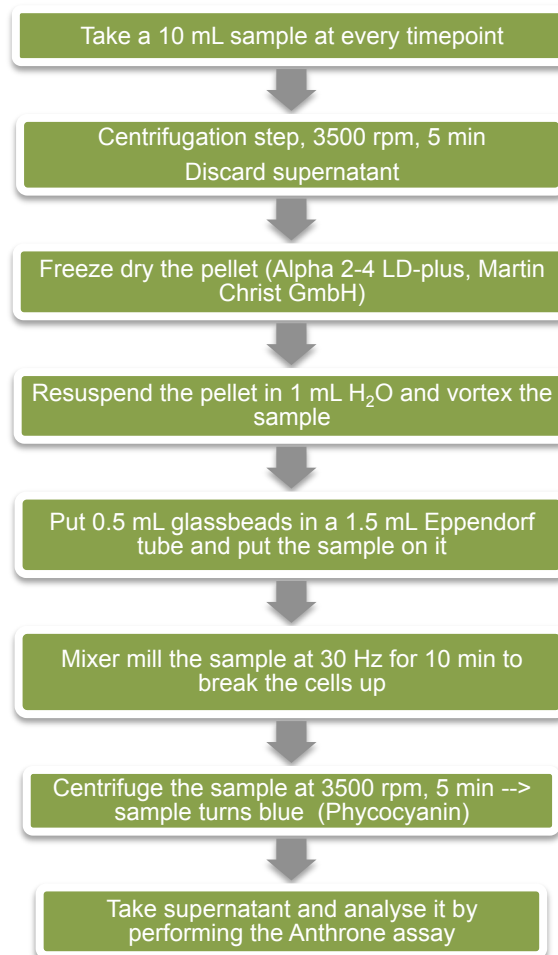 Take a 10 mL sample at every timepoint
Centrifugation step, 3500 rpm, 5 min
Discard supernatant
Freeze dry the pellet (Alpha 2-4 LD-plus, Martin
Christ GmbH)
Resuspend the pellet in 1 mL H₂O and vortex the
sample
Put 0.5 mL glassbeads in a 1.5 mL Eppendorf
tube and put the sample on it
Mixer mill the sample at 30 Hz for 10 min to
break the cells up
Centrifuge the sample at 3500 rpm, 5 min -->
sample turns blue  (Phycocyanin)
Take supernatant and analyse it by
performing the Anthrone assay